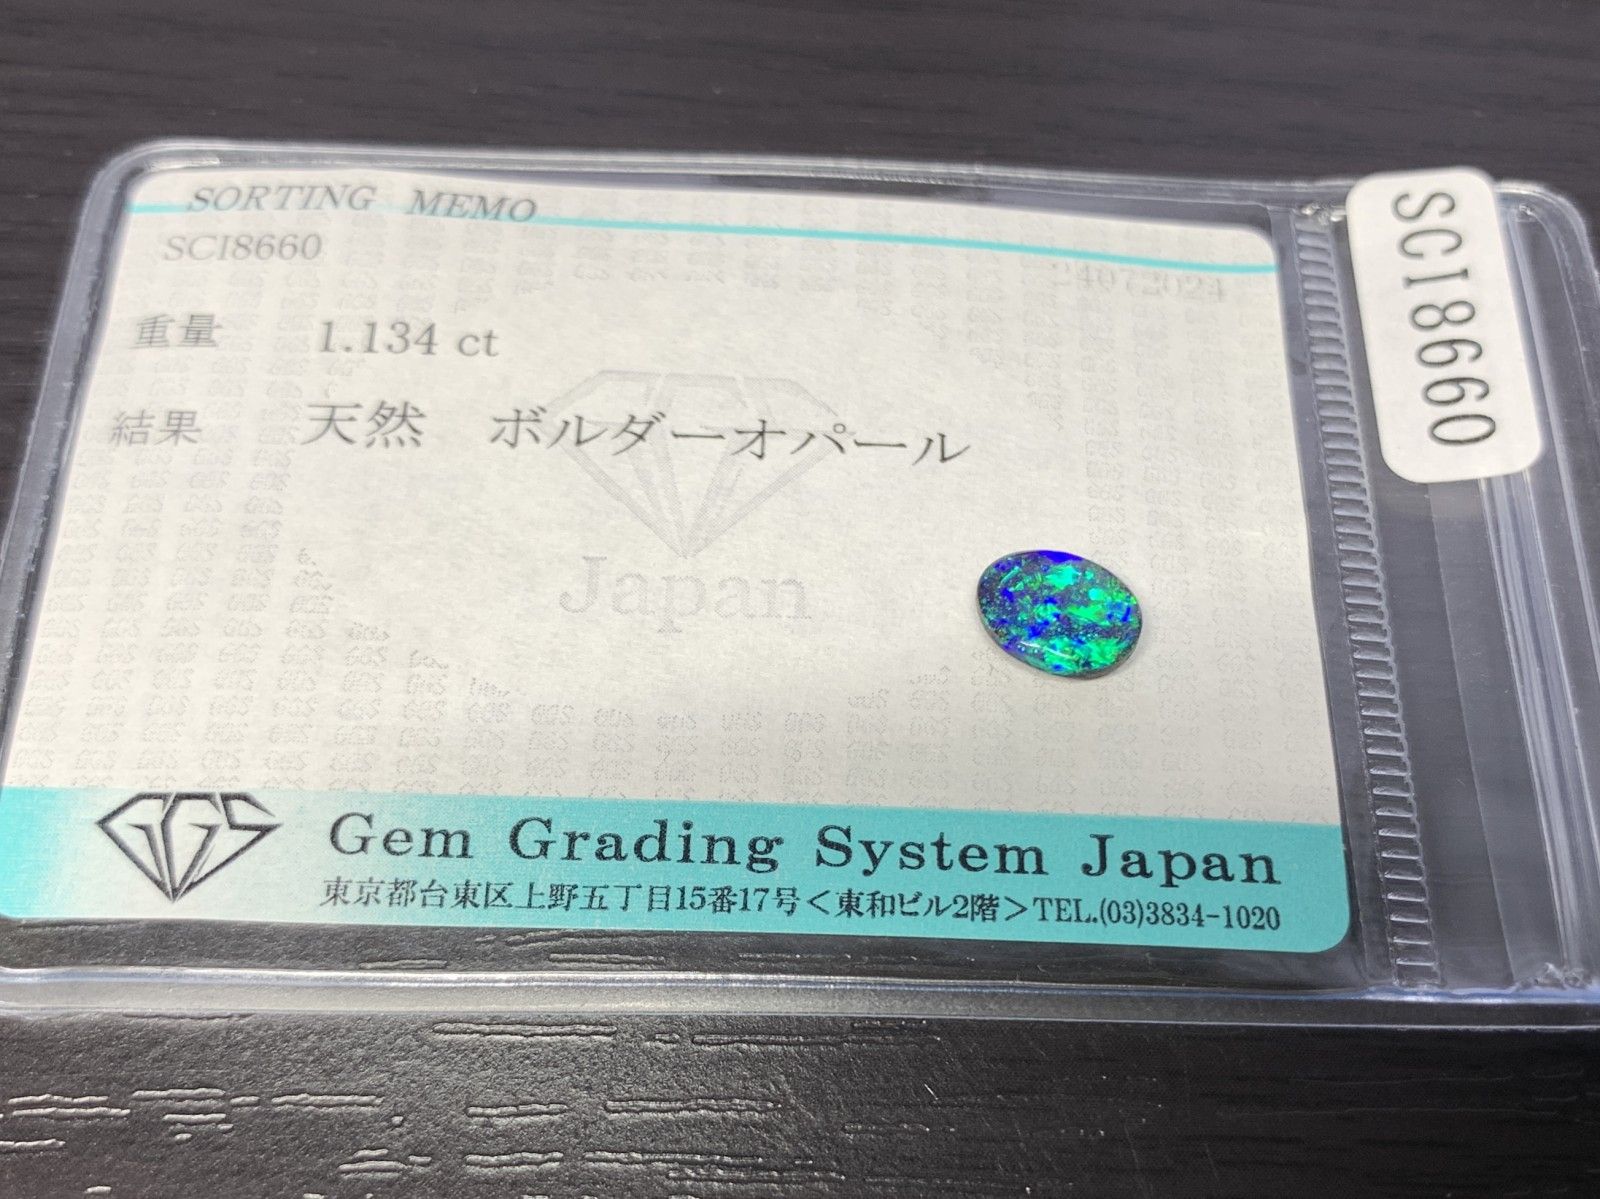 SORTING MEMO
SCI8660
24072024
重量 1.134 ct
結果 天然 ボルダーオパール
Japan
GGS
Gem Grading System Japan
東京都台東区上野五丁目15番17号<東和ビル2階>TEL.(03)3834-1020
SCI8660